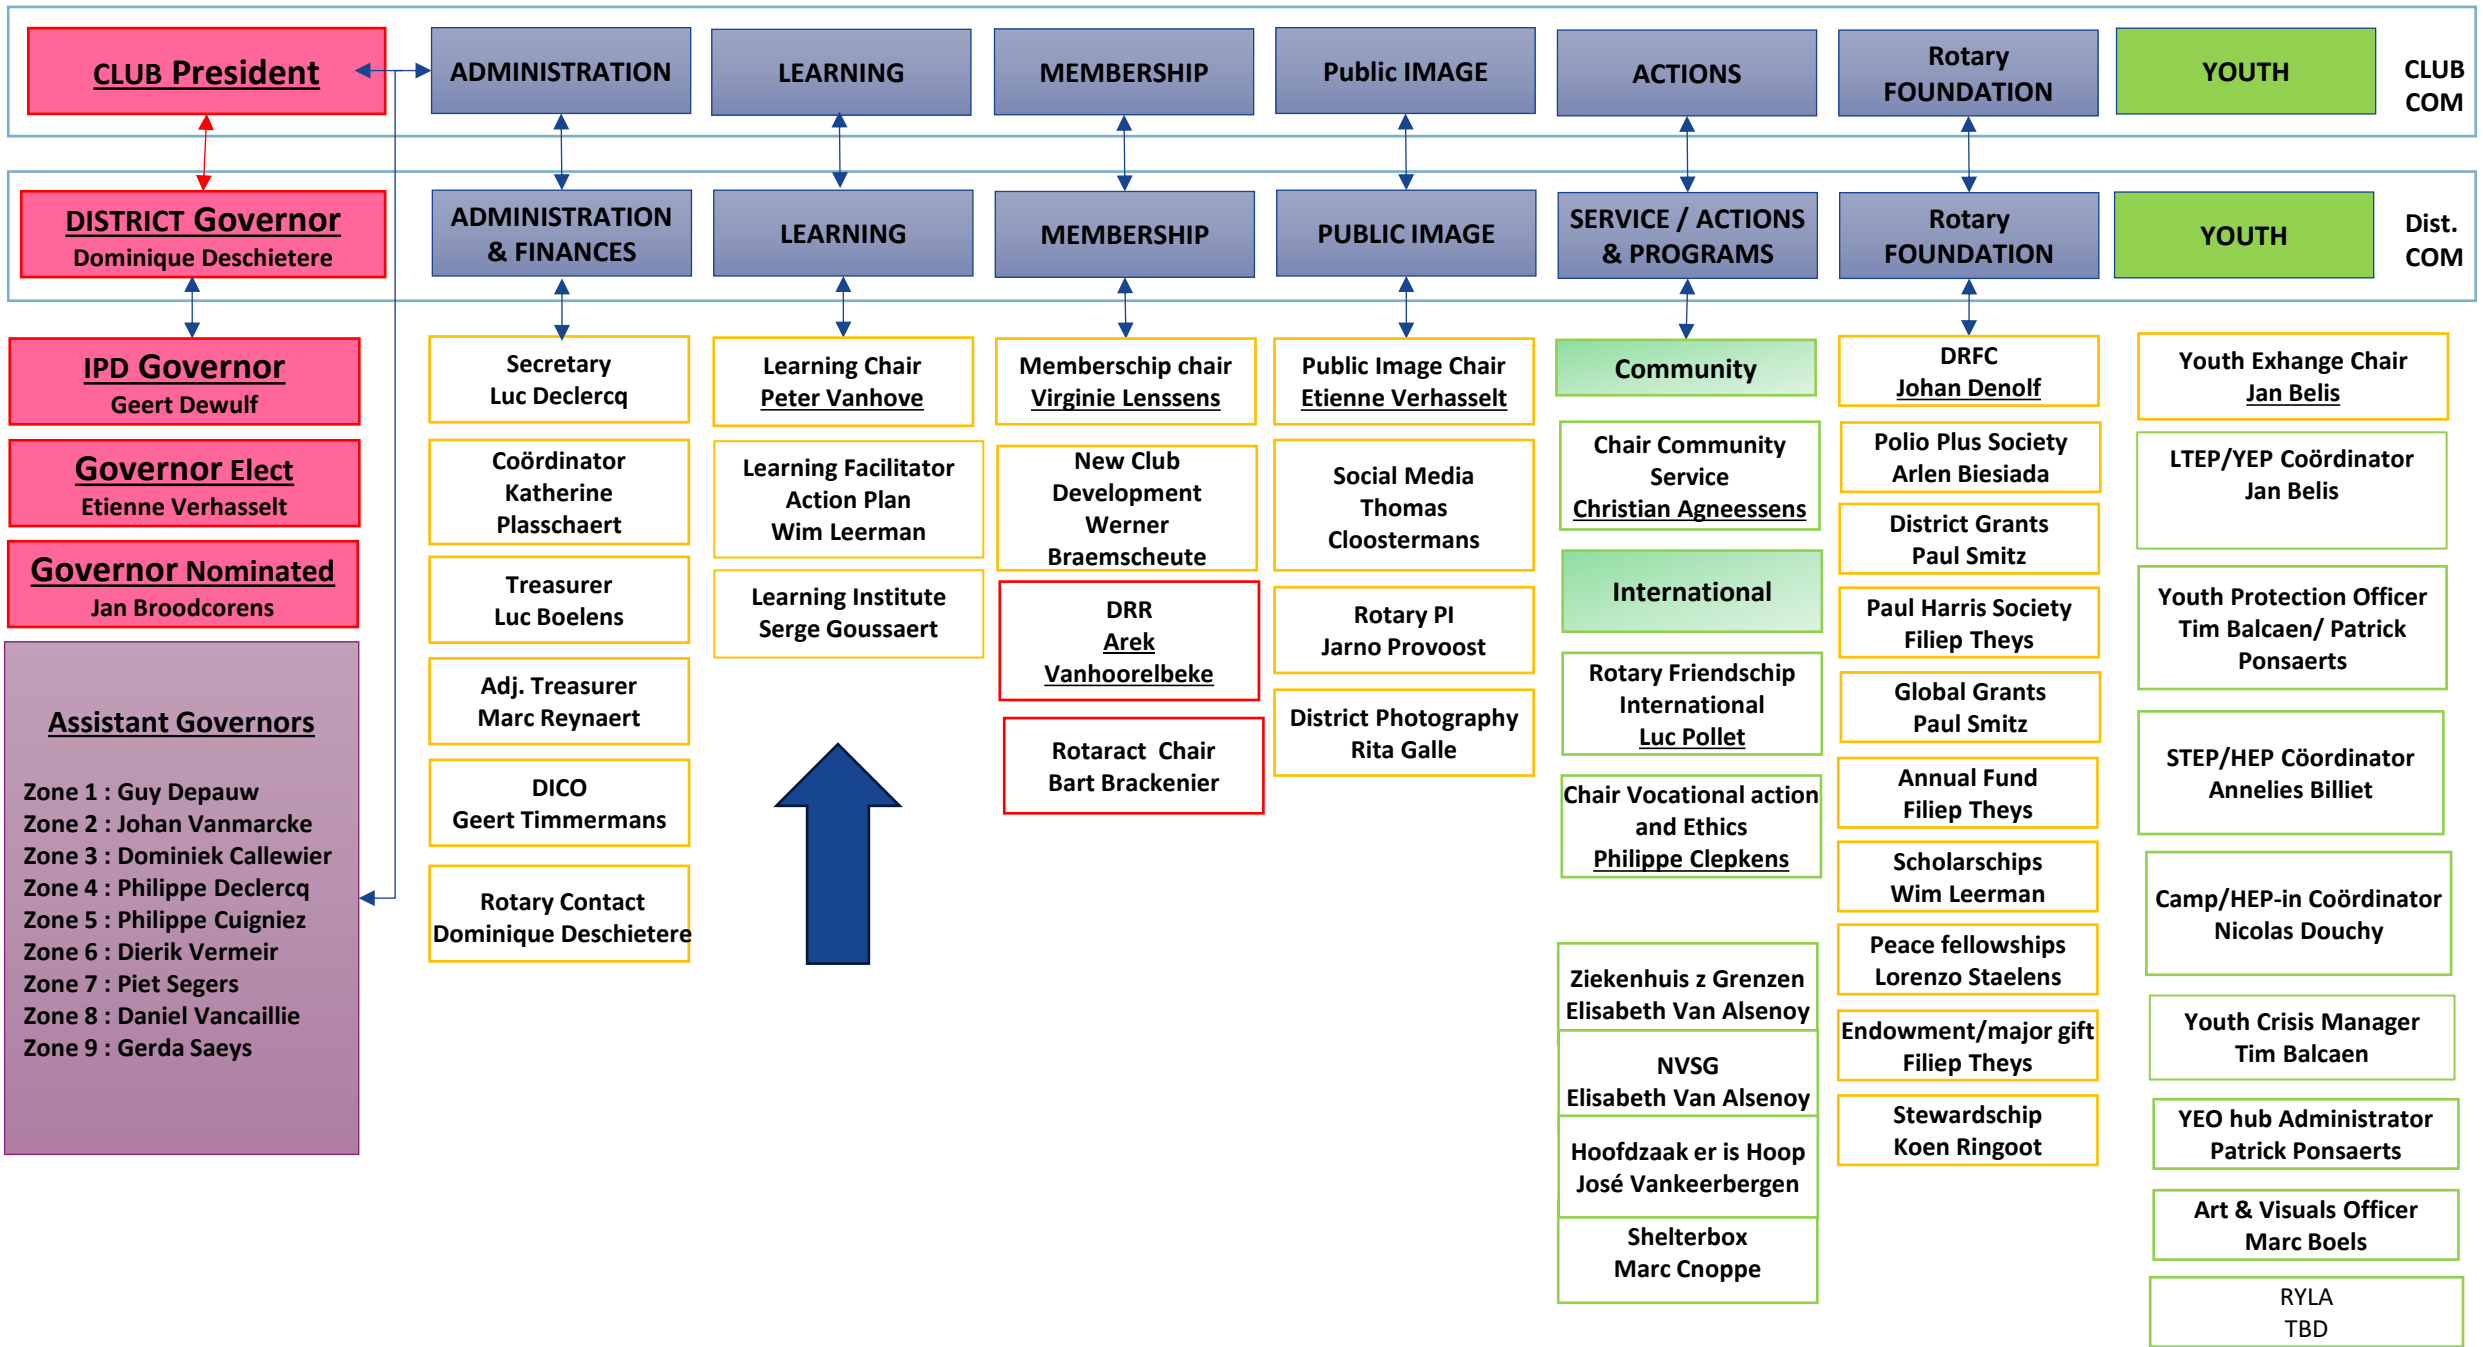 CLUB President
ADMINISTRATION
LEARNING
MEMBERSHIP
Public IMAGE
ACTIONS
Rotary
FOUNDATION
YOUTH
CLUB
COM
DISTRICT Governor
Dominique Deschietere
ADMINISTRATION
& FINANCES
LEARNING
MEMBERSHIP
PUBLIC IMAGE
SERVICE / ACTIONS
& PROGRAMS
Rotary
FOUNDATION
YOUTH
Dist.
COM
IPD Governor
Geert Dewulf
Governor Elect
Etienne Verhasselt
Governor Nominated
Jan Broodcorens
Assistant Governors
Zone 1 : Guy Depauw
Zone 2 : Johan Vanmarcke
Zone 3 : Dominiek Callewier
Zone 4 : Philippe Declercq
Zone 5 : Philippe Cuigniez
Zone 6 : Dierik Vermeir
Zone 7 : Piet Segers
Zone 8 : Daniel Vancaillie
Zone 9 : Gerda Saeys
Secretary
Luc Declercq
Coördinator
Katherine
Plasschaert
Treasurer
Luc Boelens
Adj. Treasurer
Marc Reynaert
DICO
Geert Timmermans
Rotary Contact
Dominique Deschietere
Learning Chair
Peter Vanhove
Learning Facilitator
Action Plan
Wim Leerman
Learning Institute
Serge Goussaert
Memberschip chair
Virginie Lenssens
New Club
Development
Werner
Braemscheute
DRR
Arek
Vanhoorelbeke
Rotaract  Chair
Bart Brackenier
Public Image Chair
Etienne Verhasselt
Social Media
Thomas
Cloostermans
Rotary PI
Jarno Provoost
District Photography
Rita Galle
Community
Chair Community
Service
Christian Agneessens
International
Rotary Friendschip
International
Luc Pollet
Chair Vocational action
and Ethics
Philippe Clepkens
Ziekenhuis z Grenzen
Elisabeth Van Alsenoy
NVSG
Elisabeth Van Alsenoy
Hoofdzaak er is Hoop
José Vankeerbergen
Shelterbox
Marc Cnoppe
DRFC
Johan Denolf
Polio Plus Society
Arlen Biesiada
District Grants
Paul Smitz
Paul Harris Society
Filiep Theys
Global Grants
Paul Smitz
Annual Fund
Filiep Theys
Scholarschips
Wim Leerman
Peace fellowships
Lorenzo Staelens
Endowment/major gift
Filiep Theys
Stewardschip
Koen Ringoot
Youth Exhange Chair
Jan Belis
LTEP/YEP Coördinator
Jan Belis
Youth Protection Officer
Tim Balcaen/ Patrick
Ponsaerts
STEP/HEP Cöordinator
Annelies Billiet
Camp/HEP-in Coördinator
Nicolas Douchy
Youth Crisis Manager
Tim Balcaen
YEO hub Administrator
Patrick Ponsaerts
Art & Visuals Officer
Marc Boels
RYLA
TBD